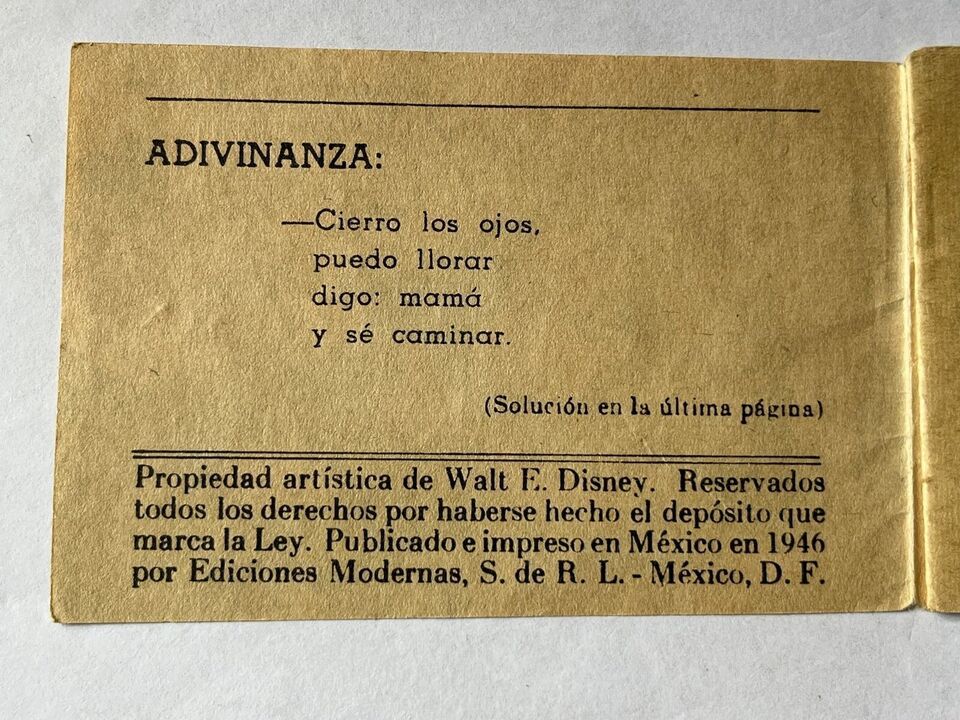 ADIVINANZA:
—Cierro los ojos,
puedo llorar
digo: mamá
y sé caminar.
(Solución en la última página)
Propiedad artística de Walt E. Disney. Reservados
todos los derechos por haberse hecho el depósito que
marca la Ley. Publicado e impreso en México en 1946
por Ediciones Modernas, S. de R. L. - México, D. F.